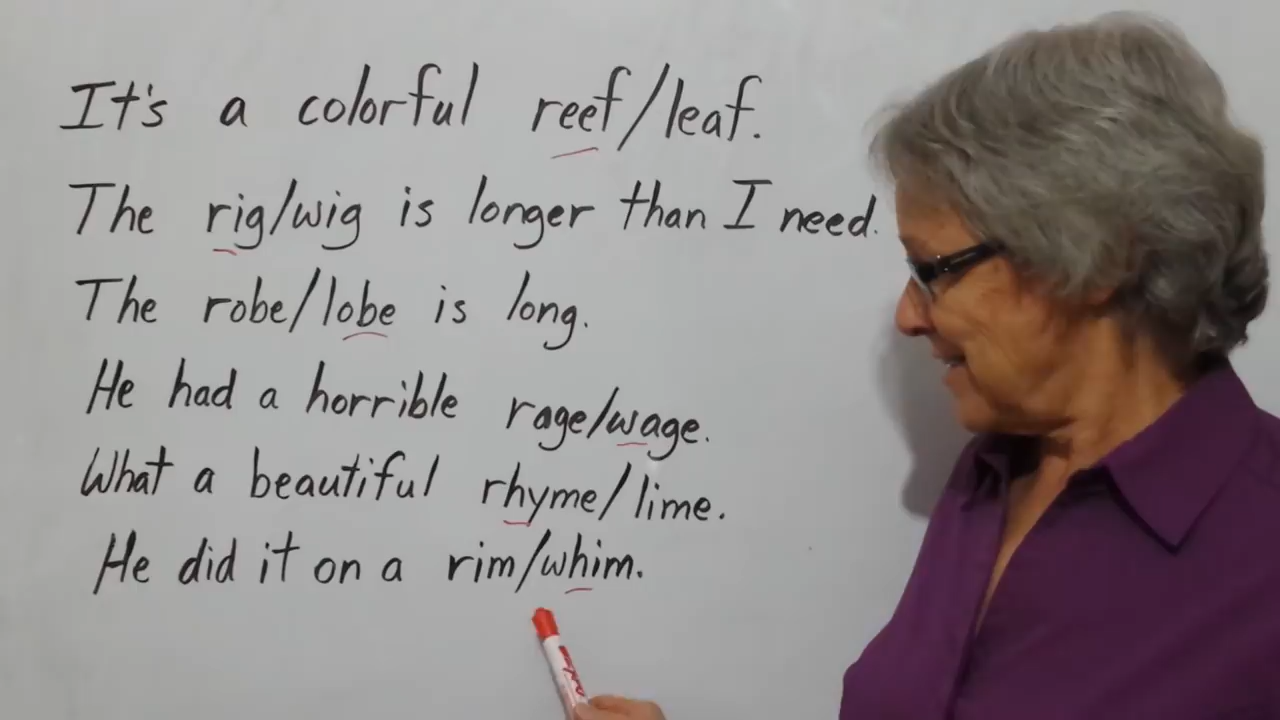 It's a colorful reef/leaf.
The rig/wig is longer than I need.
The robe/lobe is long.
He had a horrible rage/wage.
What a beautiful rhyme/lime.
He did it on a rim/whim.